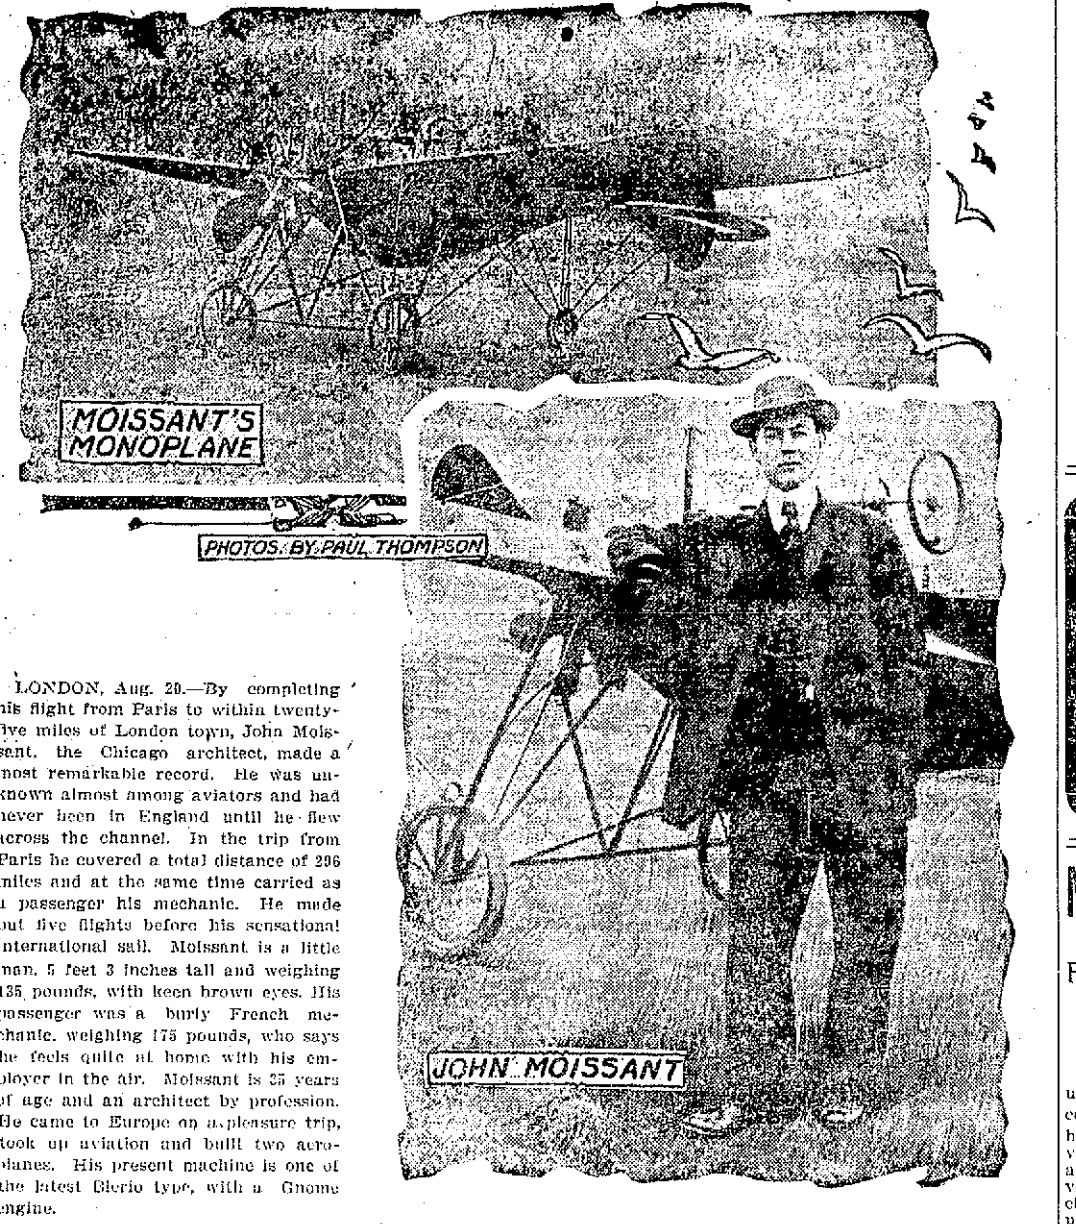 MOISSANT'S
MONOPLANE
PHOTOS. BY PAUL THOMPSON
LONDON, Aug. 20.—By completing
his flight from Paris to within twenty-
five miles of London town, John Mois-
sant, the Chicago architect, made a
most remarkable record. He was un-
known almost among aviators and had
never been in England until he flew
across the channel. In the trip from
Paris he covered a total distance of 296
miles and at the same time carried as
a passenger his mechanic. He made
but five flights before his sensational
international sail. Moissant is a little
man, 5 feet 3 inches tall and weighing
135 pounds, with keen brown eyes. His
passenger was a burly French me-
chanic, weighing 175 pounds, who says
he feels quite at home with his em-
ployer in the air. Moissant is 35 years
of age and an architect by profession.
He came to Europe on a pleasure trip,
took up aviation and built two aero-
planes. His present machine is one of
the latest Blerio type, with a Gnome
engine.
JOHN MOISSANT